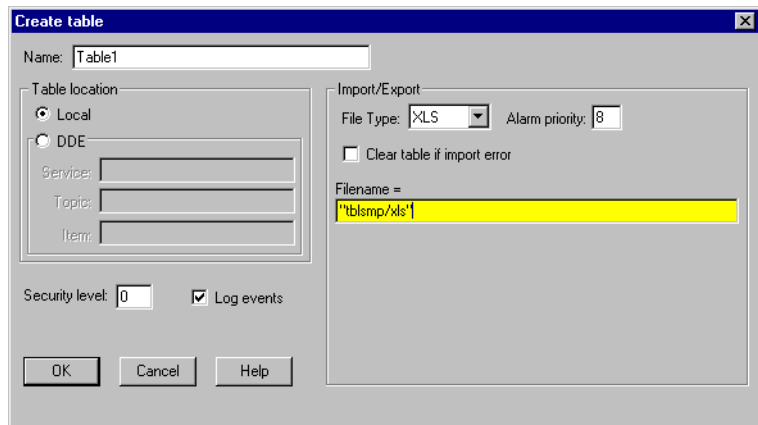 Create table
Name: Table1
Table location
Local
DDE
Service:
Topic:
Item:
Security level: 0
Log events
OK Cancel Help
Import/Export
File Type: XLS Alarm priority: 8
Clear table if import error
Filename =
"tblsmp/xls"